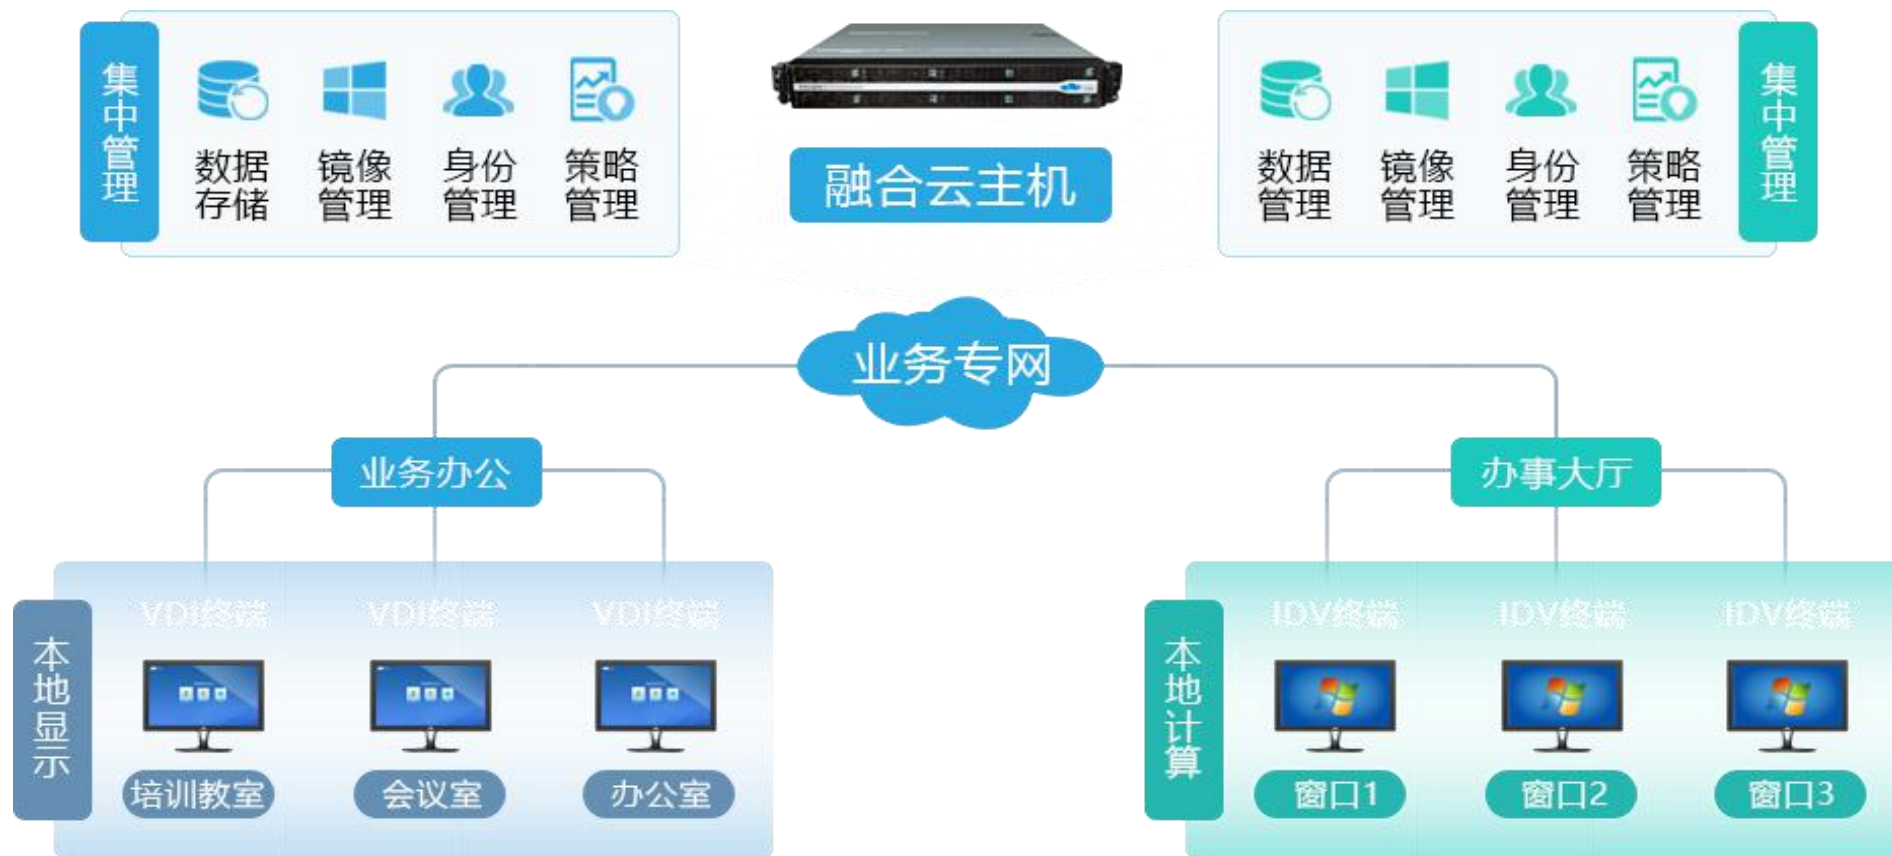 集中管理
数据
存储
镜像
管理
身份
管理
策略
管理
融合云主机
数据
管理
镜像
管理
身份
管理
策略
管理
集中管理
业务专网
业务办公
办事大厅
本地显示
VDI终端
VDI终端
VDI终端
培训教室
会议室
办公室
本地计算
IDV终端
IDV终端
IDV终端
窗口1
窗口2
窗口3